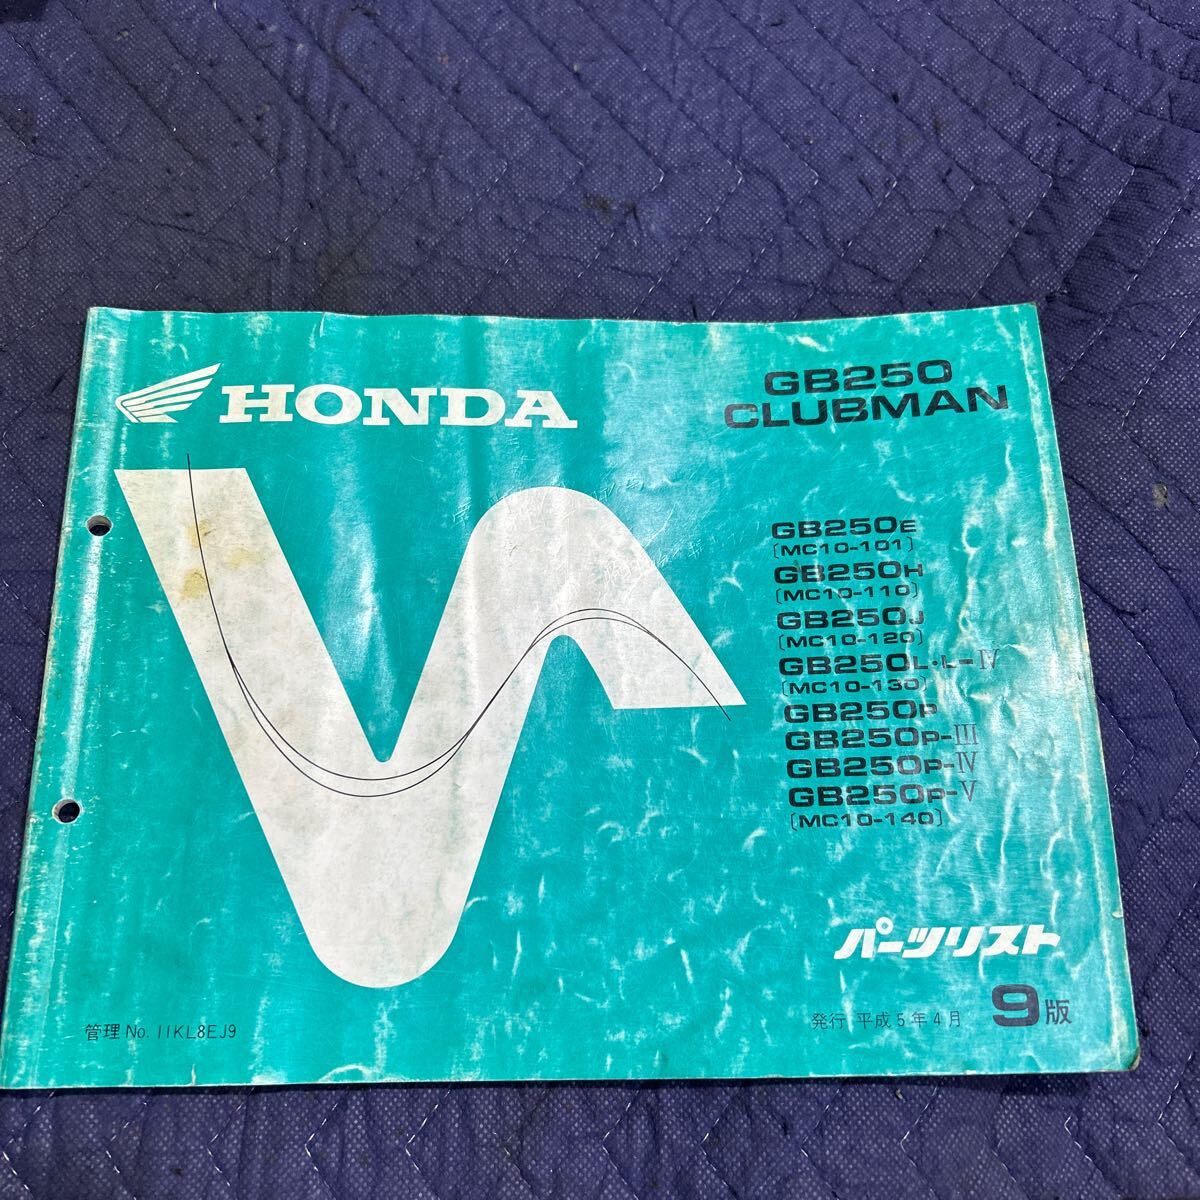 HONDA
GB250
CLUBMAN
GB250E
[MC10-101]
GB250H
[MC10-110]
GB250J
[MC10-120]
GB250L・L-Ⅳ
[MC10-130]
GB250P
GB250P-Ⅲ
GB250P-Ⅳ
GB250P-Ⅴ
[MC10-140]
パーツリスト
管理 No. 11KL8EJ9
発行 平成5年4月 9版